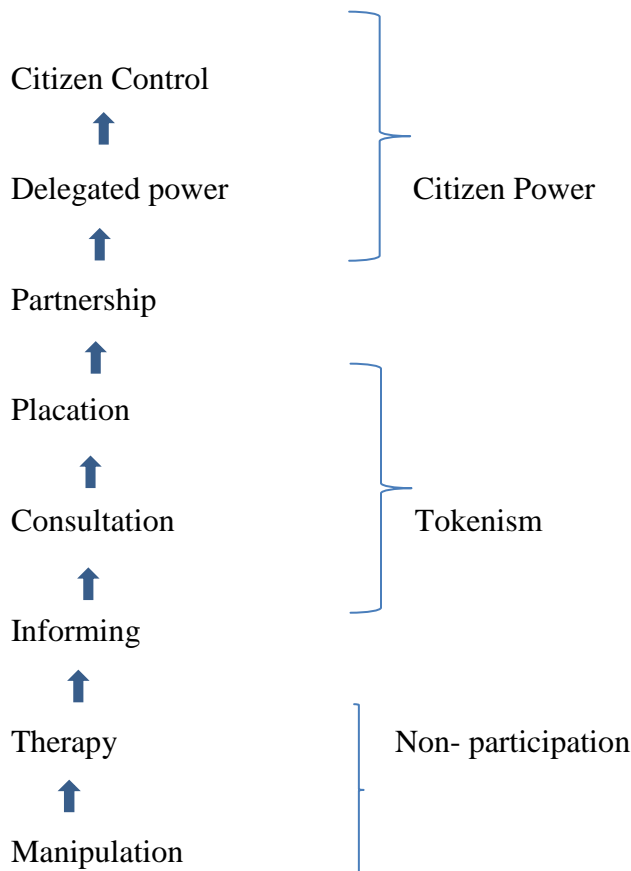 Citizen Control
Delegated power
Citizen Power
Partnership
Placation
Consultation
Tokenism
Informing
Therapy
Non- participation
Manipulation